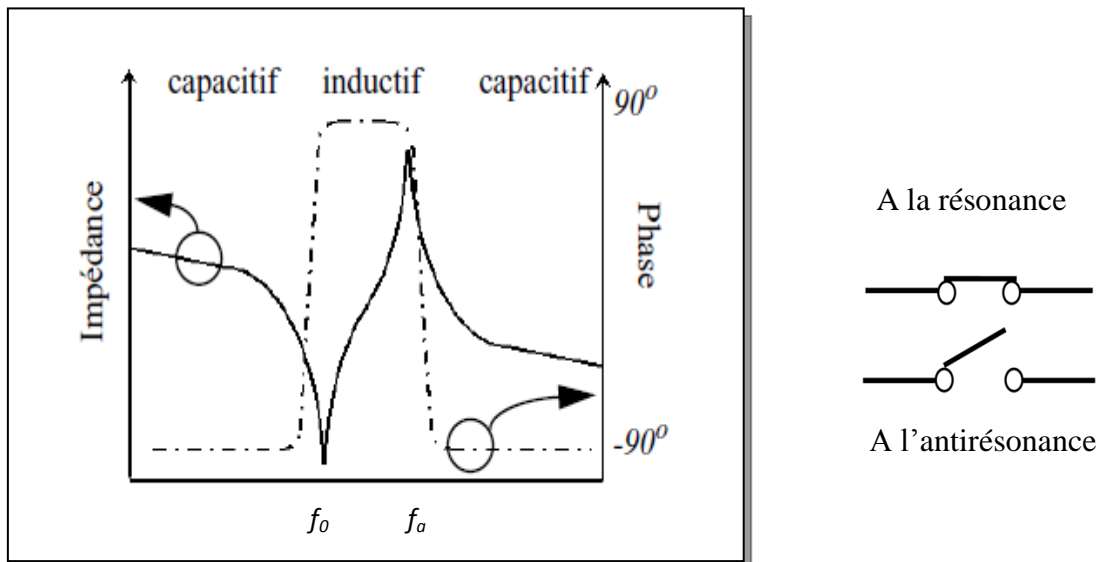 capacitif inductif capacitif
90°
Impédance
Phase
-90°
f0 fa
A la résonance
A l'antirésonance